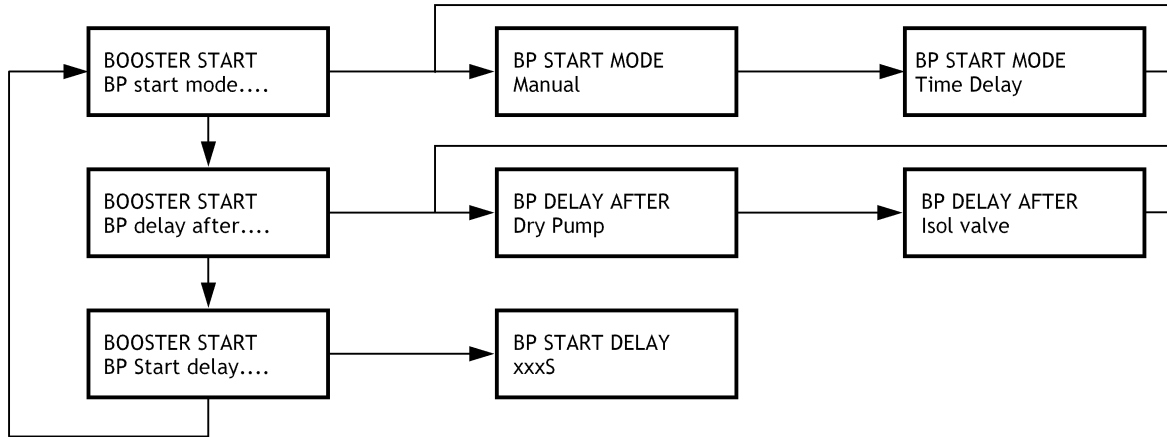 BOOSTER START
BP start mode....
BP START MODE
Manual
BP START MODE
Time Delay
BOOSTER START
BP delay after....
BP DELAY AFTER
Dry Pump
BP DELAY AFTER
Isol valve
BOOSTER START
BP Start delay....
BP START DELAY
xxxS